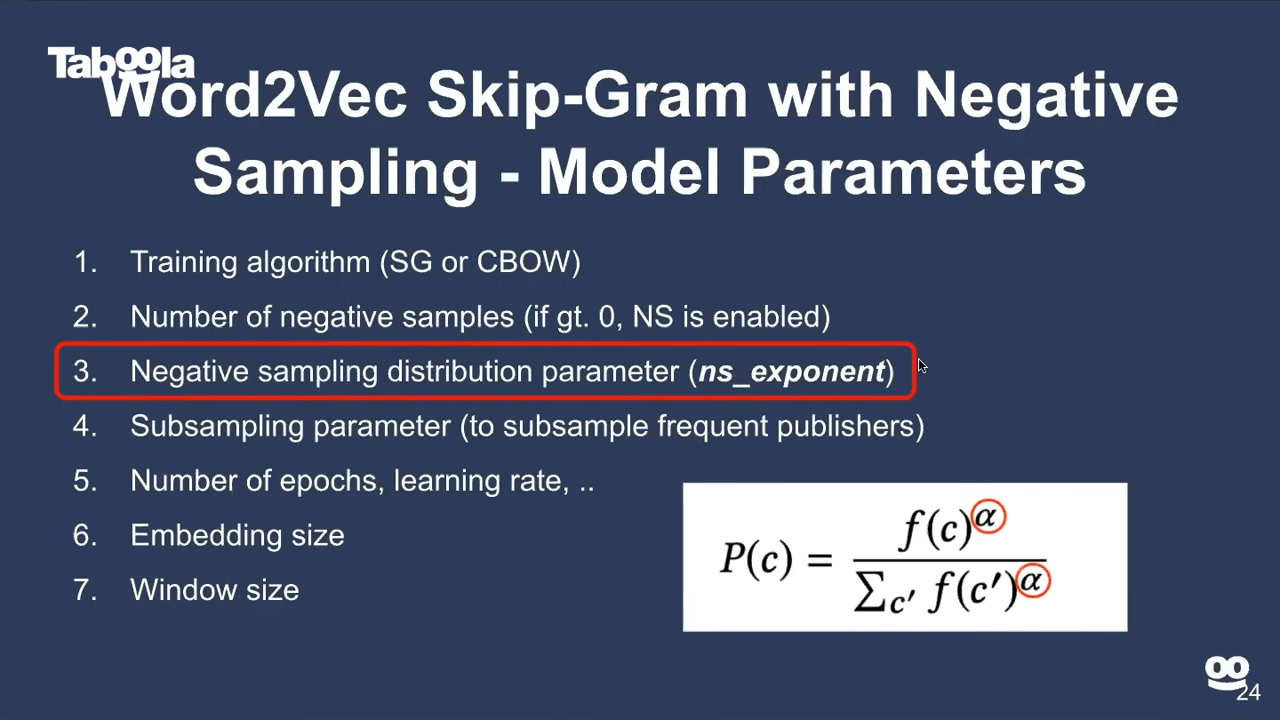 Taboola
Word2Vec Skip-Gram with Negative
Sampling - Model Parameters
1. Training algorithm (SG or CBOW)
2. Number of negative samples (if gt. 0, NS is enabled)
3. Negative sampling distribution parameter (ns_exponent)
4. Subsampling parameter (to subsample frequent publishers)
5. Number of epochs, learning rate, ..
6. Embedding size
7. Window size
P(c) = f(c)^α / ∑_c′ f(c′)^α
24